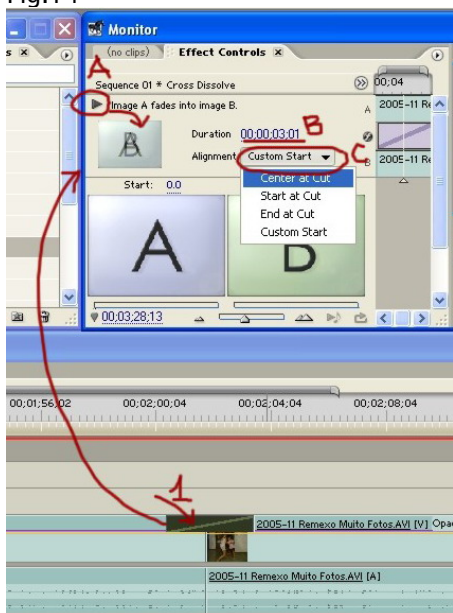 Fig.14
Monitor
s
(no clips)
Effect Controls
A
Sequence 01 * Cross Dissolve
00;04
Image A fades into image B.
A
2005-11 Re
A
Duration 00;00;03;01
B
Alignment Custom Start
C
B
2005-11 Re
Center at Cut
Start at Cut
End at Cut
Custom Start
Start: 0.0
A
B
00;03;28;13
00;01;56;02
00;02;00;04
00;02;04;04
00;02;08;04
1
2005-11 Remexo Muito Fotos.AVI [V] Opa
2005-11 Remexo Muito Fotos.AVI [A]